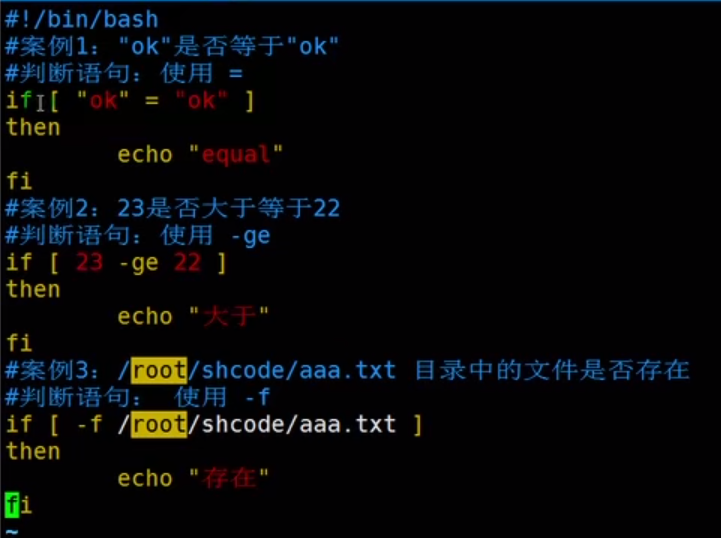 #!/bin/bash
#案例1："ok"是否等于"ok"
#判断语句：使用 =
if [ "ok" = "ok" ]
then
        echo "equal"
fi
#案例2：23是否大于等于22
#判断语句：使用 -ge
if [ 23 -ge 22 ]
then
        echo "大于"
fi
#案例3：/root/shcode/aaa.txt 目录中的文件是否存在
#判断语句： 使用 -f
if [ -f /root/shcode/aaa.txt ]
then
        echo "存在"
fi
~